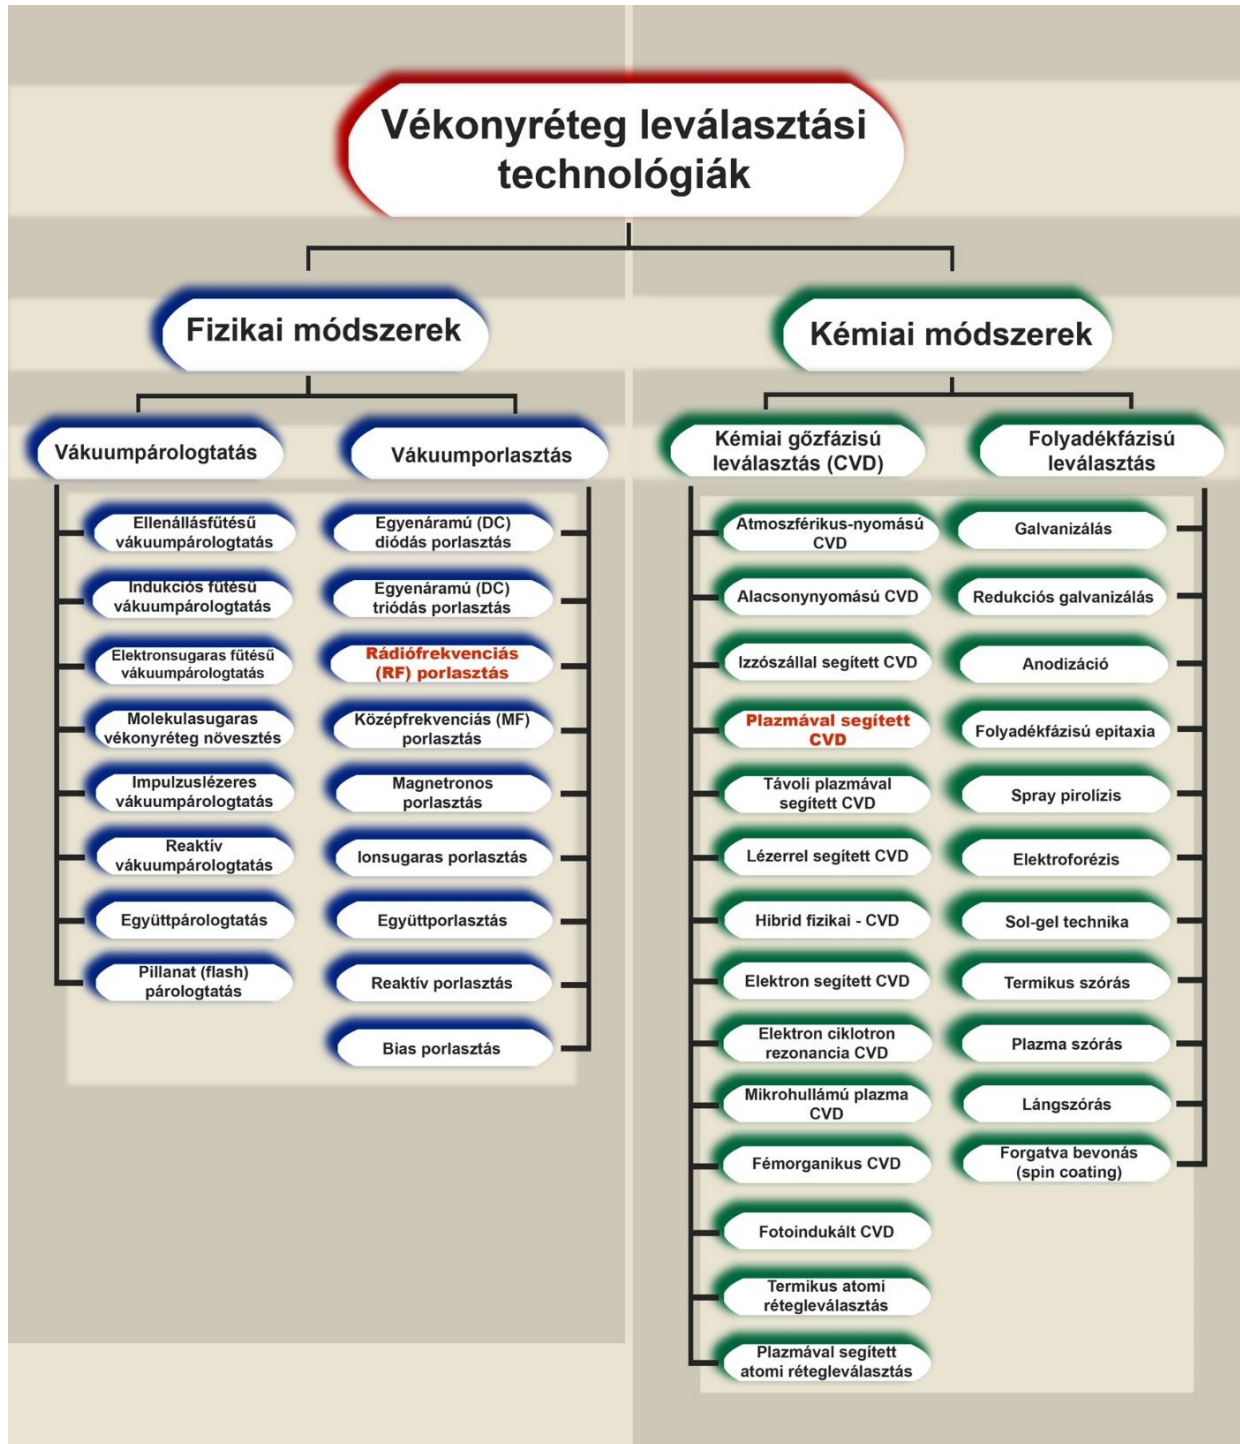 Vékonyréteg leválasztási
technológiák
Fizikai módszerek
Kémiai módszerek
Vákuumpárologtatás
Vákuumporlasztás
Kémiai gőzfázisú
leválasztás (CVD)
Folyadékfázisú
leválasztás
Ellenállásfűtésű
vákuumpárologtatás
Indukciós fűtésű
vákuumpárologtatás
Elektronsugaras fűtésű
vákuumpárologtatás
Molekulasugaras
vékonyréteg növesztés
Impulzuslézeres
vákuumpárologtatás
Reaktív
vákuumpárologtatás
Együttpárologtatás
Pillanat (flash)
párologtatás
Egyenáramú (DC)
diódás porlasztás
Egyenáramú (DC)
triódás porlasztás
Rádiófrekvenciás
(RF) porlasztás
Középfrekvenciás (MF)
porlasztás
Magnetronos
porlasztás
Ionsugaras porlasztás
Együttporlasztás
Reaktív porlasztás
Bias porlasztás
Atmoszférikus-nyomású
CVD
Alacsonynyomású CVD
Izzószállal segített CVD
Plazmával segített
CVD
Távoli plazmával
segített CVD
Lézerrel segített CVD
Hibrid fizikai - CVD
Elektron segített CVD
Elektron ciklotron
rezonancia CVD
Mikrohullámú plazma
CVD
Fémorganikus CVD
Fotoindukált CVD
Termikus atomi
rétegleválasztás
Plazmával segített
atomi rétegleválasztás
Galvanizálás
Redukciós galvanizálás
Anodizáció
Folyadékfázisú epitaxia
Spray pirolízis
Elektroforézis
Sol-gel technika
Termikus szórás
Plazma szórás
Lángszórás
Forgatva bevonás
(spin coating)